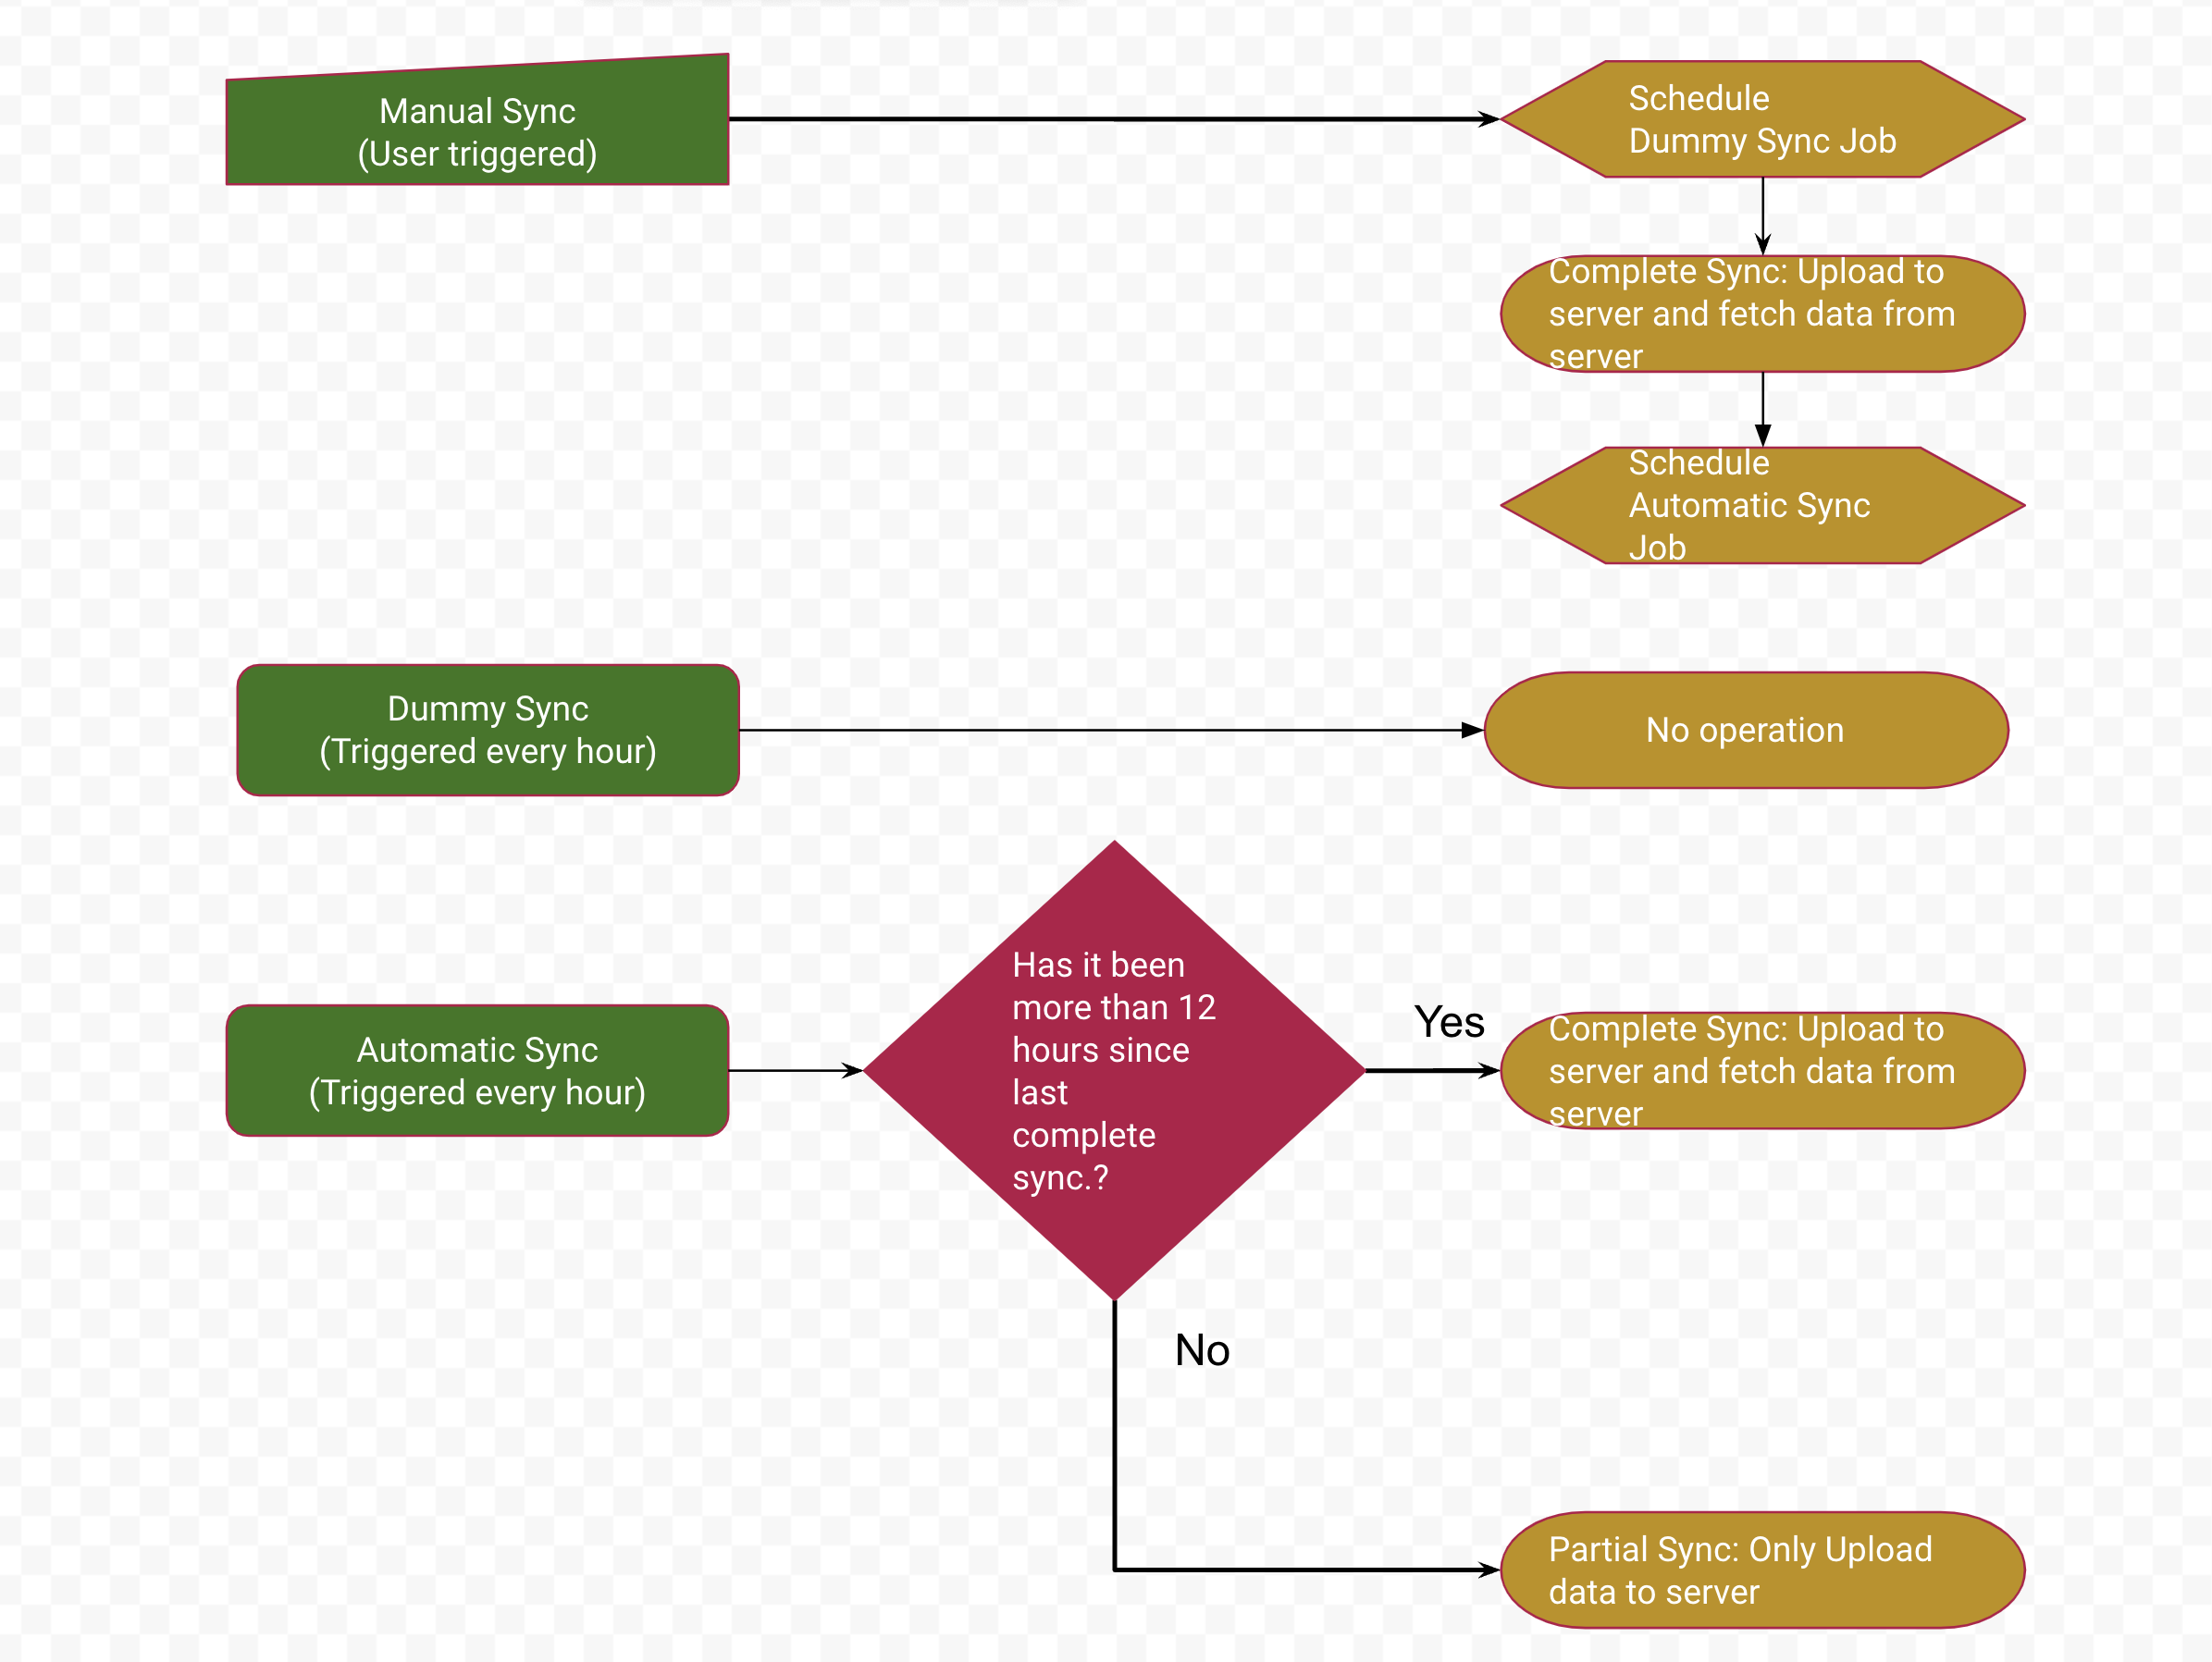 Manual Sync
(User triggered)
Schedule
Dummy Sync Job
Complete Sync: Upload to
server and fetch data from
server
Schedule
Automatic Sync
Job
Dummy Sync
(Triggered every hour)
No operation
Automatic Sync
(Triggered every hour)
Has it been
more than 12
hours since
last
complete
sync.?
Yes
Complete Sync: Upload to
server and fetch data from
server
No
Partial Sync: Only Upload
data to server